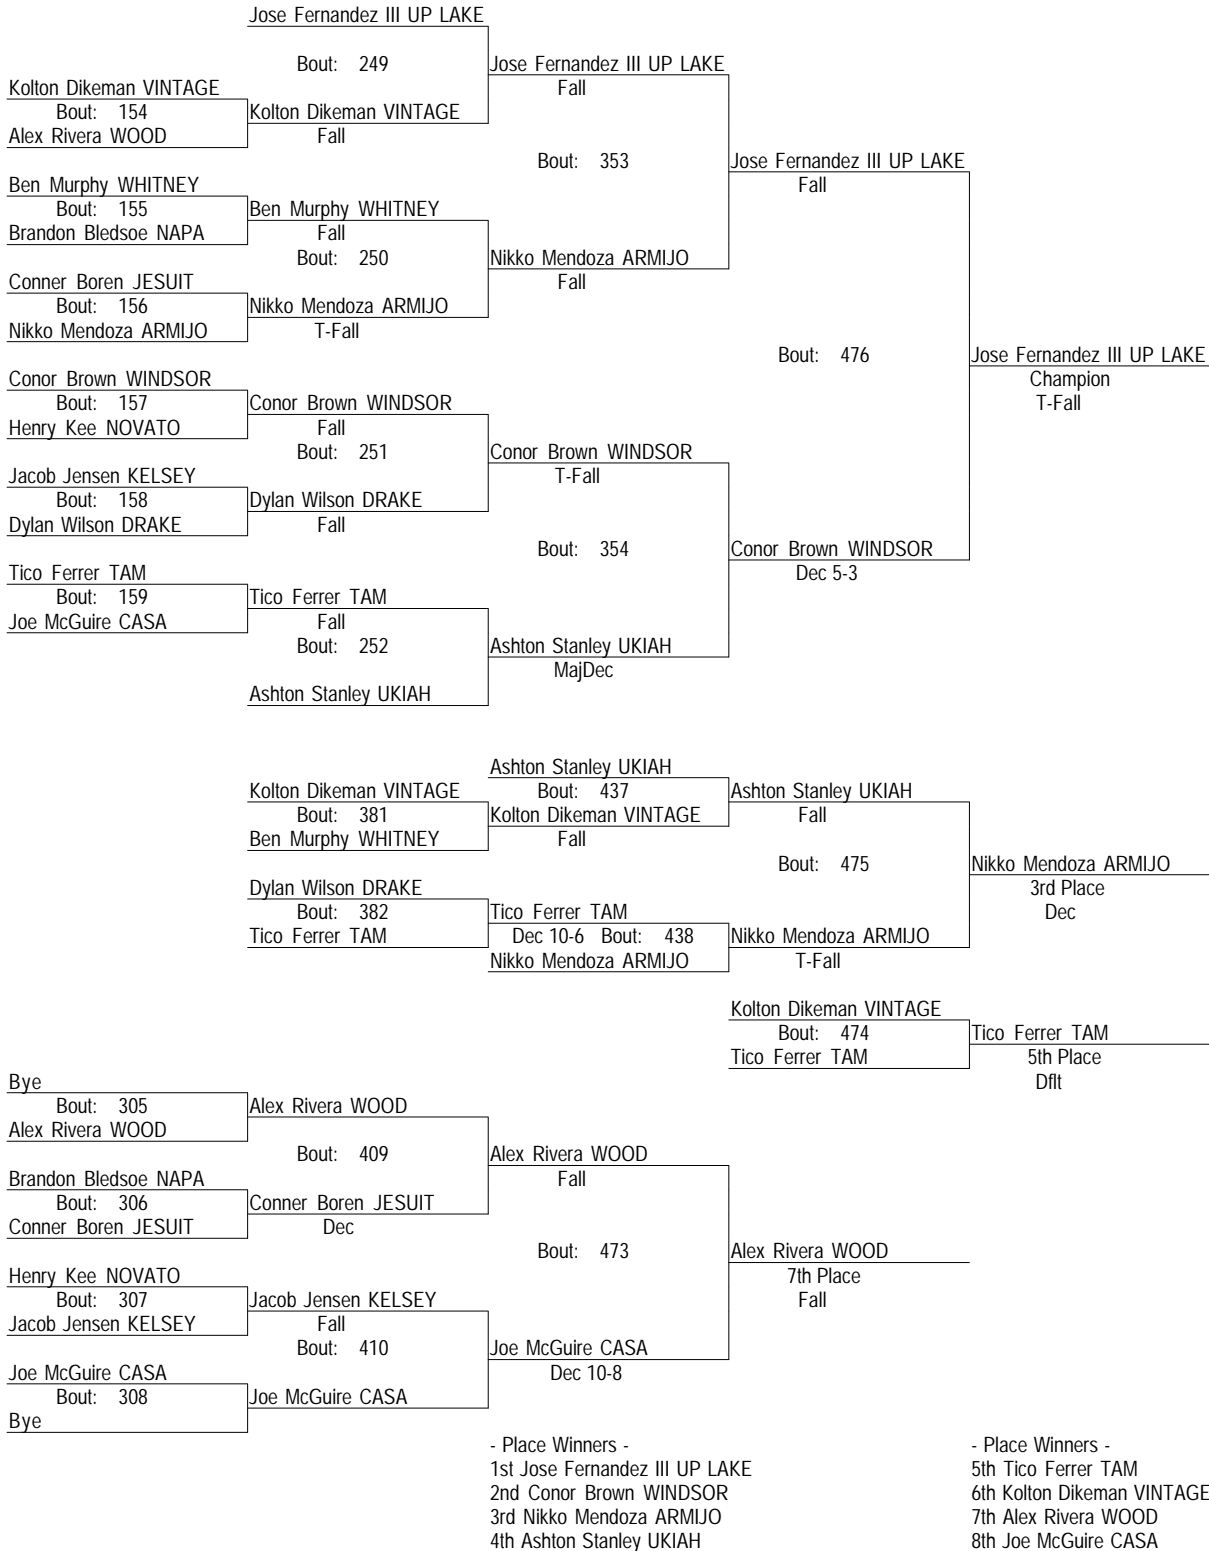 Jose Fernandez III UP LAKE
Bout: 249
Jose Fernandez III UP LAKE
Fall
Kolton Dikeman VINTAGE
Bout: 154
Kolton Dikeman VINTAGE
Alex Rivera WOOD
Fall
Bout: 353
Jose Fernandez III UP LAKE
Fall
Ben Murphy WHITNEY
Bout: 155
Ben Murphy WHITNEY
Brandon Bledsoe NAPA
Fall
Bout: 250
Nikko Mendoza ARMIJO
Fall
Conner Boren JESUIT
Bout: 156
Nikko Mendoza ARMIJO
Nikko Mendoza ARMIJO
T-Fall
Bout: 476
Jose Fernandez III UP LAKE
Champion
T-Fall
Conor Brown WINDSOR
Bout: 157
Conor Brown WINDSOR
Henry Kee NOVATO
Fall
Bout: 251
Conor Brown WINDSOR
T-Fall
Jacob Jensen KELSEY
Bout: 158
Dylan Wilson DRAKE
Dylan Wilson DRAKE
Fall
Bout: 354
Conor Brown WINDSOR
Dec 5-3
Tico Ferrer TAM
Bout: 159
Tico Ferrer TAM
Joe McGuire CASA
Fall
Bout: 252
Ashton Stanley UKIAH
MajDec
Ashton Stanley UKIAH
Ashton Stanley UKIAH
Kolton Dikeman VINTAGE
Bout: 437
Ashton Stanley UKIAH
Bout: 381
Kolton Dikeman VINTAGE
Fall
Ben Murphy WHITNEY
Fall
Bout: 475
Nikko Mendoza ARMIJO
3rd Place
Dec
Dylan Wilson DRAKE
Bout: 382
Tico Ferrer TAM
Tico Ferrer TAM
Dec 10-6 Bout: 438
Nikko Mendoza ARMIJO
Nikko Mendoza ARMIJO
T-Fall
Kolton Dikeman VINTAGE
Bout: 474
Tico Ferrer TAM
Tico Ferrer TAM
5th Place
Dflt
Bye
Bout: 305
Alex Rivera WOOD
Alex Rivera WOOD
Bout: 409
Alex Rivera WOOD
Fall
Brandon Bledsoe NAPA
Bout: 306
Conner Boren JESUIT
Conner Boren JESUIT
Dec
Bout: 473
Alex Rivera WOOD
7th Place
Fall
Henry Kee NOVATO
Bout: 307
Jacob Jensen KELSEY
Jacob Jensen KELSEY
Fall
Bout: 410
Joe McGuire CASA
Dec 10-8
Joe McGuire CASA
Bout: 308
Joe McGuire CASA
Bye
- Place Winners -
1st Jose Fernandez III UP LAKE
2nd Conor Brown WINDSOR
3rd Nikko Mendoza ARMIJO
4th Ashton Stanley UKIAH
- Place Winners -
5th Tico Ferrer TAM
6th Kolton Dikeman VINTAGE
7th Alex Rivera WOOD
8th Joe McGuire CASA